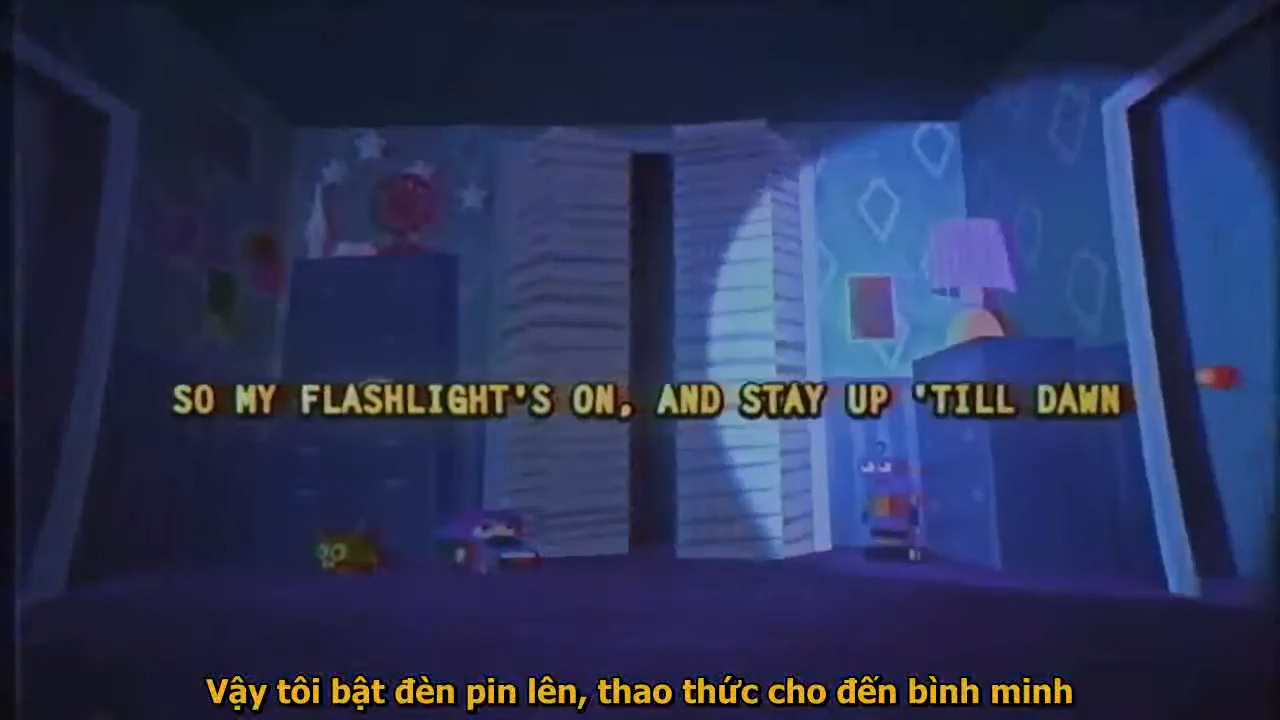 SO MY FLASHLIGHT'S ON, AND STAY UP 'TILL DAWN
Vậy tôi bật đèn pin lên, thao thức cho đến bình minh